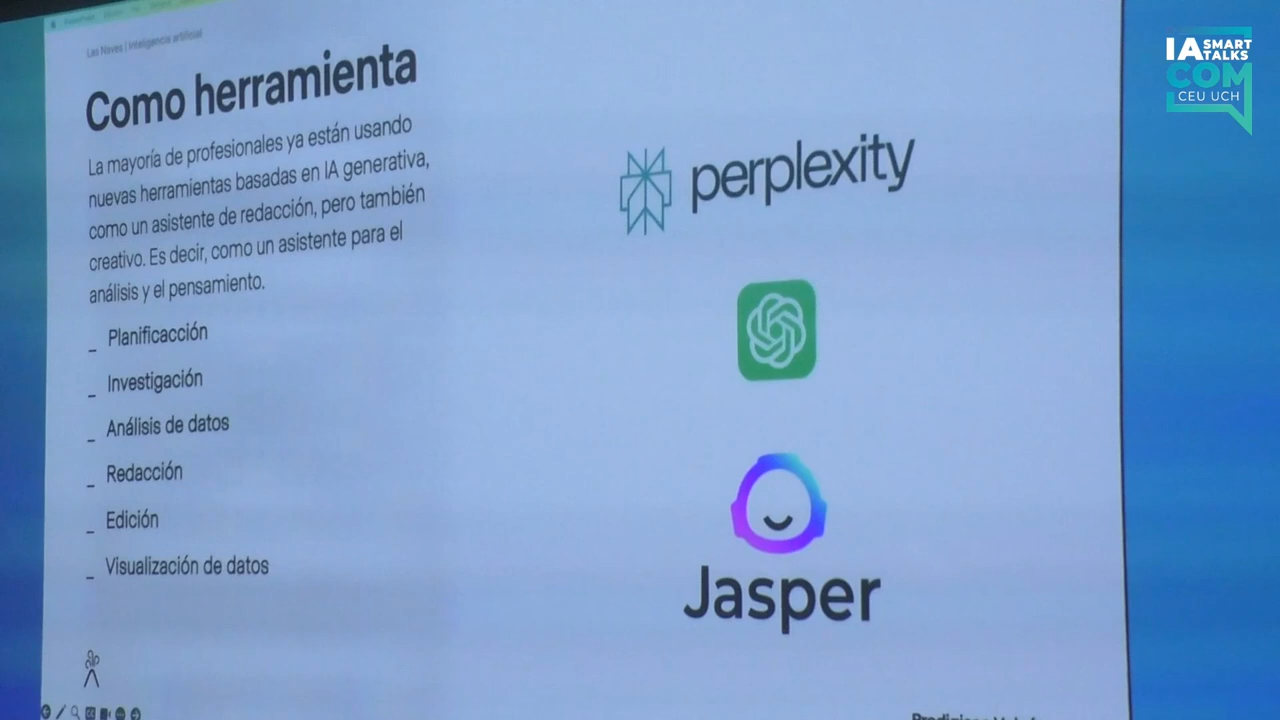 Las Naves | Inteligencia artificial
Como herramienta
La mayoría de profesionales ya están usando
nuevas herramientas basadas en IA generativa,
como un asistente de redacción, pero también
creativo. Es decir, como un asistente para el
análisis y el pensamiento.
_ Planificacción
_ Investigación
_ Análisis de datos
_ Redacción
_ Edición
_ Visualización de datos
perplexity
Jasper
IA SMART
TALKS
COM
CEU UCH